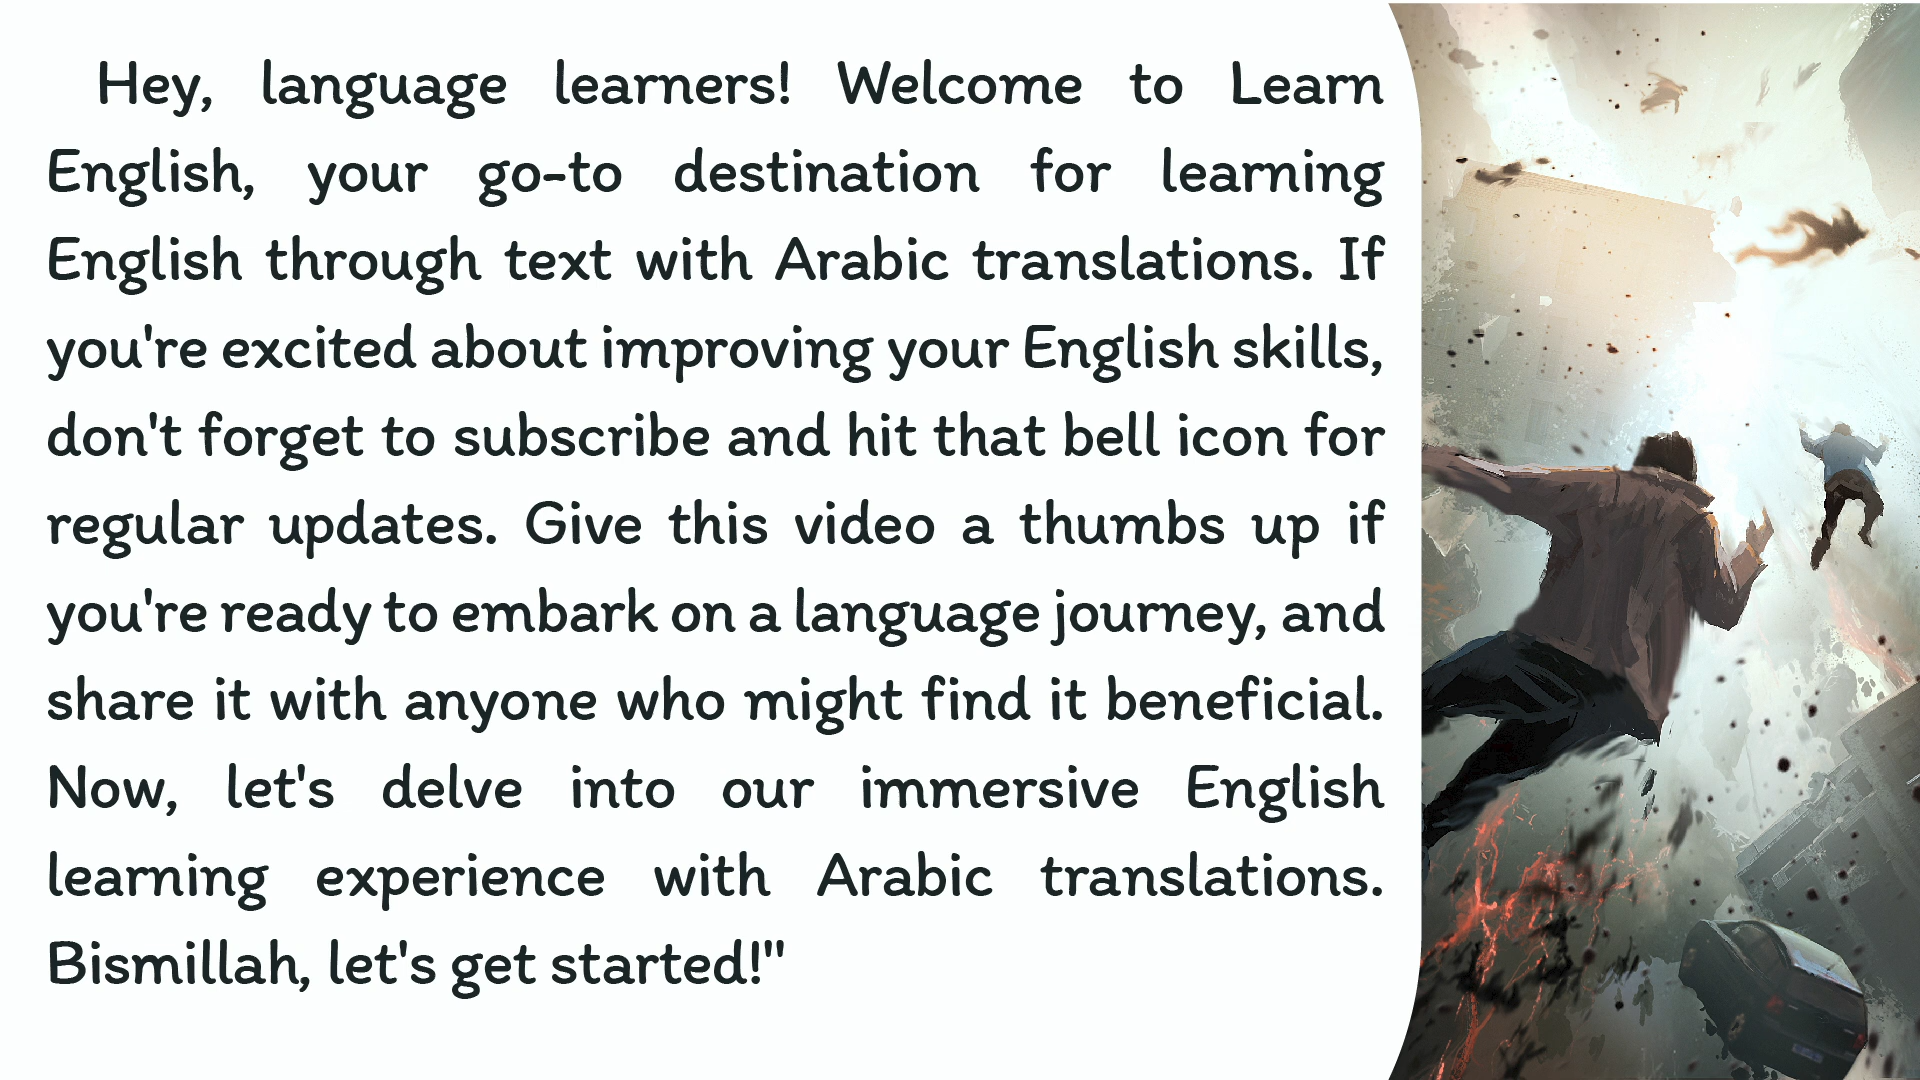 Hey, language learners! Welcome to Learn
English, your go-to destination for learning
English through text with Arabic translations. If
you're excited about improving your English skills,
don't forget to subscribe and hit that bell icon for
regular updates. Give this video a thumbs up if
you're ready to embark on a language journey, and
share it with anyone who might find it beneficial.
Now, let's delve into our immersive English
learning experience with Arabic translations.
Bismillah, let's get started!"